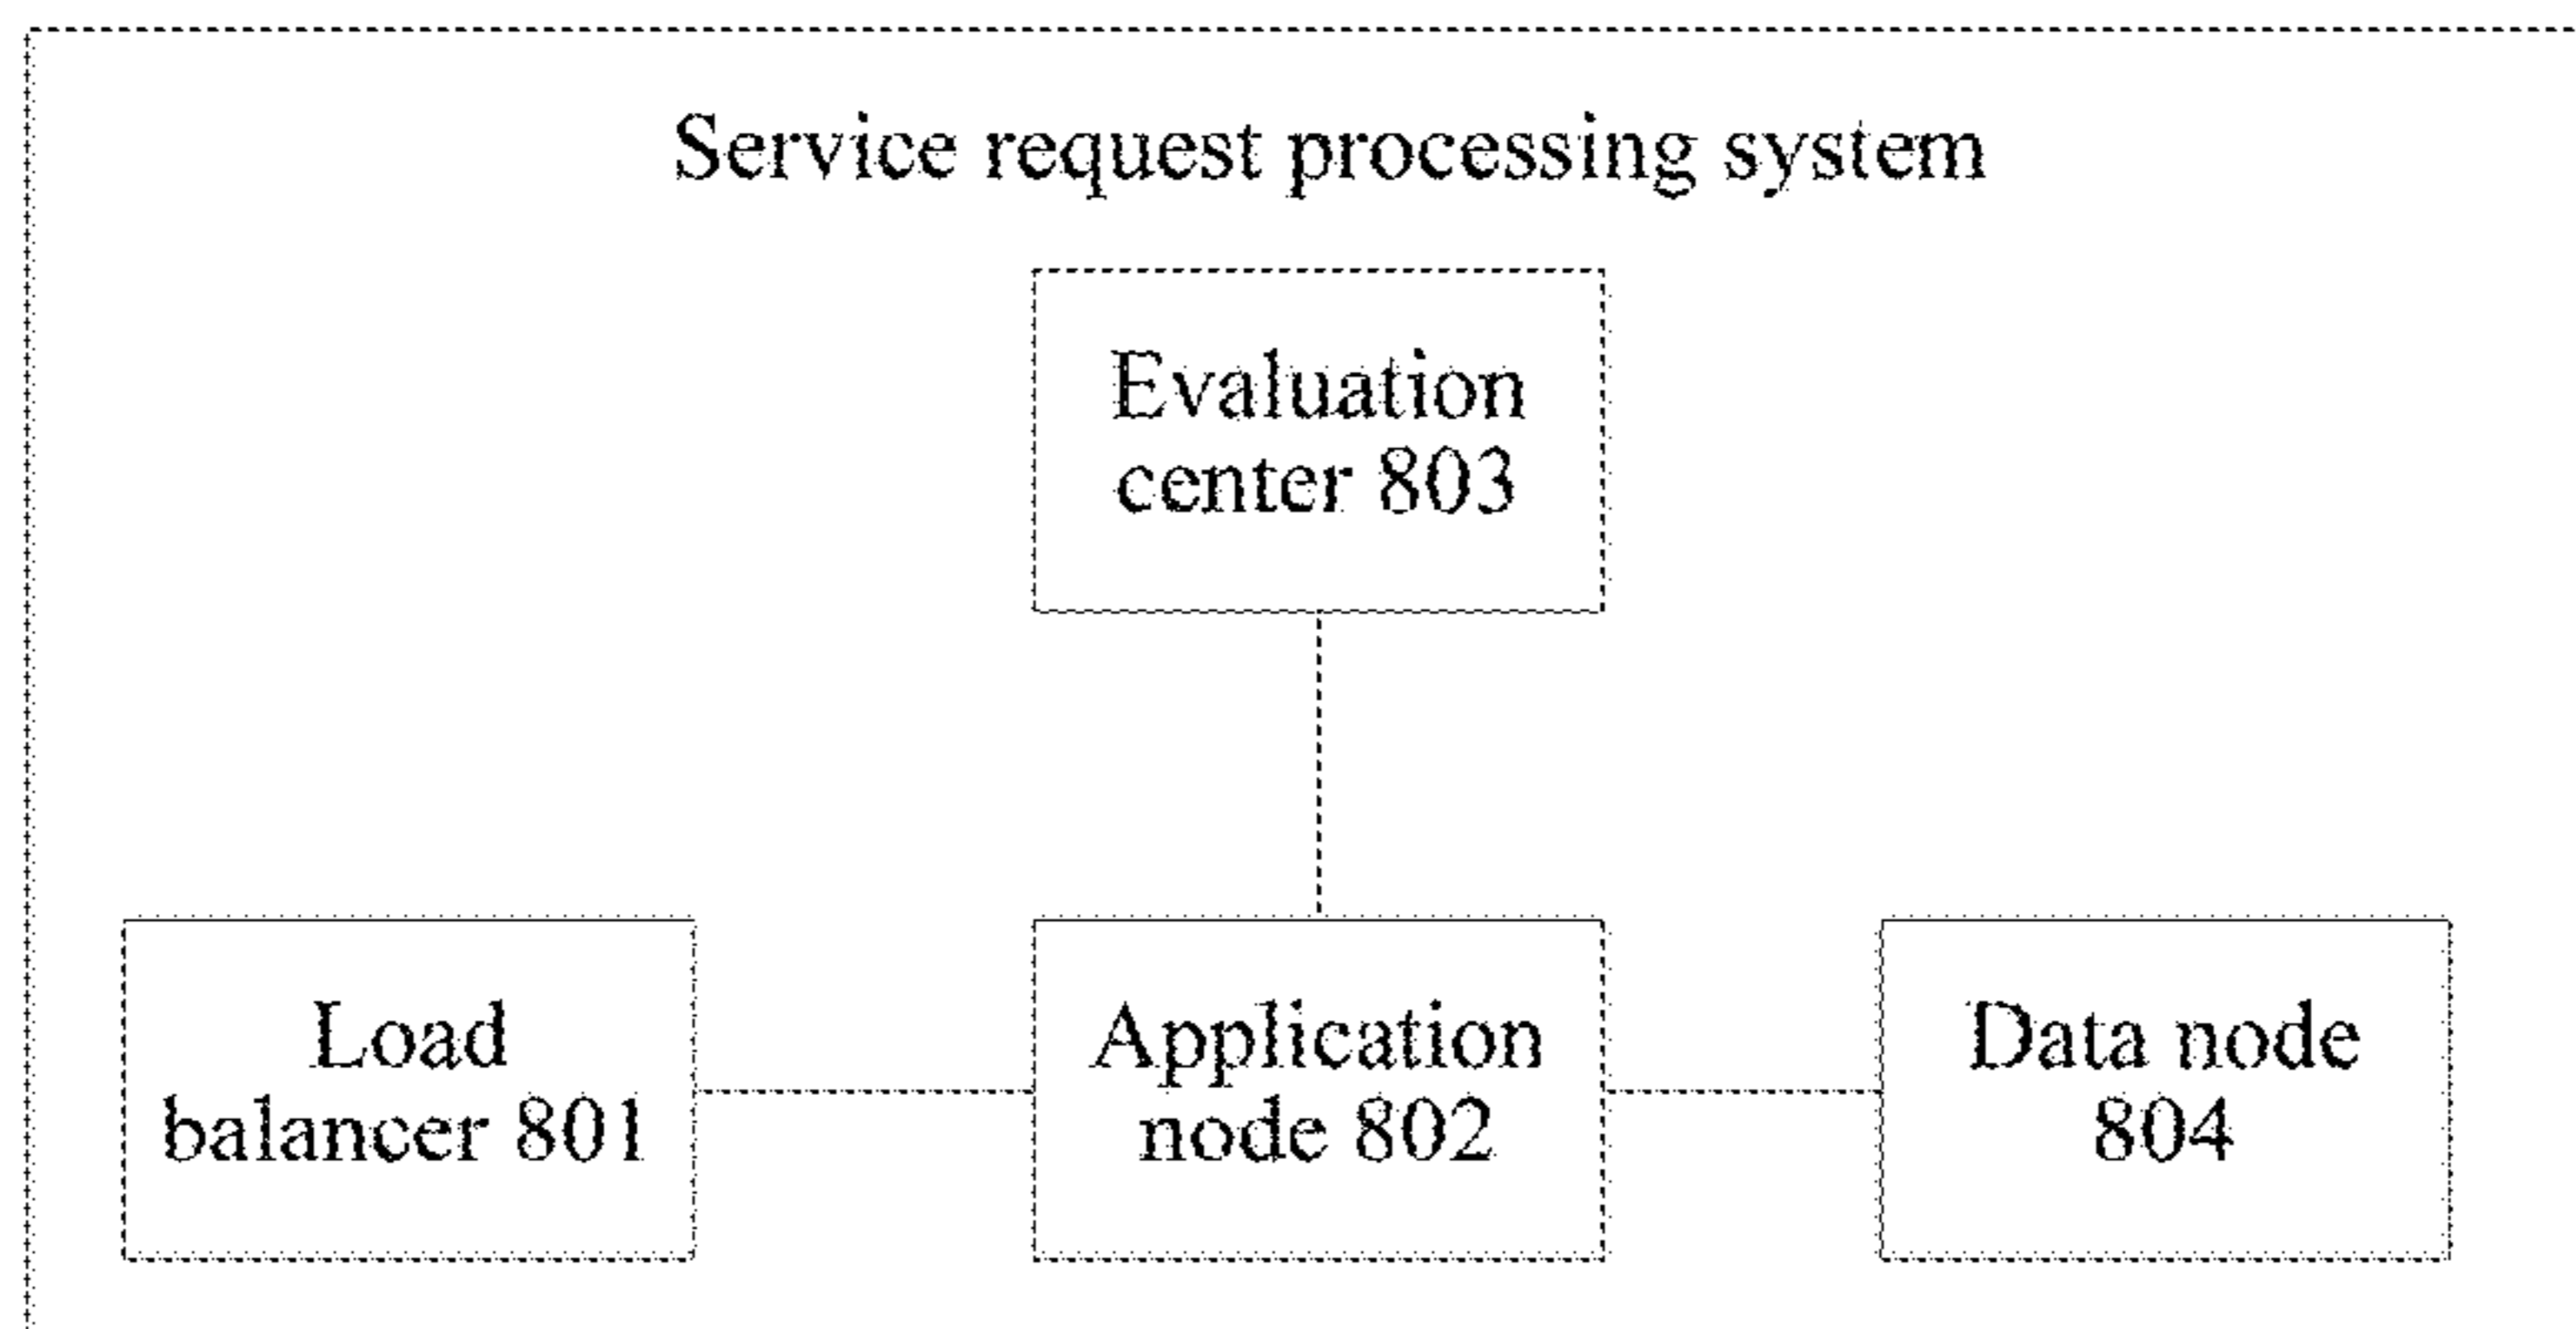 Service request processing system
Evaluation
center 803
Load
balancer 801
Application
node 802
Data node
804